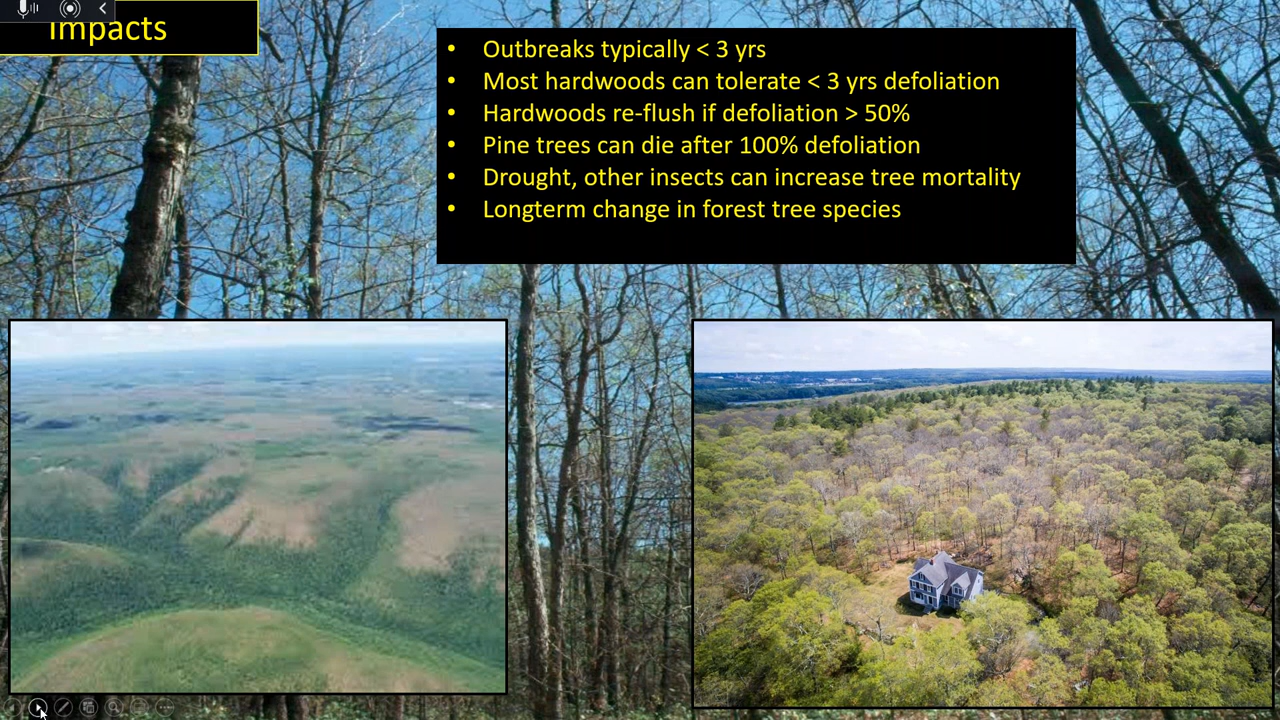 Impacts
• Outbreaks typically < 3 yrs
• Most hardwoods can tolerate < 3 yrs defoliation
• Hardwoods re-flush if defoliation > 50%
• Pine trees can die after 100% defoliation
• Drought, other insects can increase tree mortality
• Longterm change in forest tree species